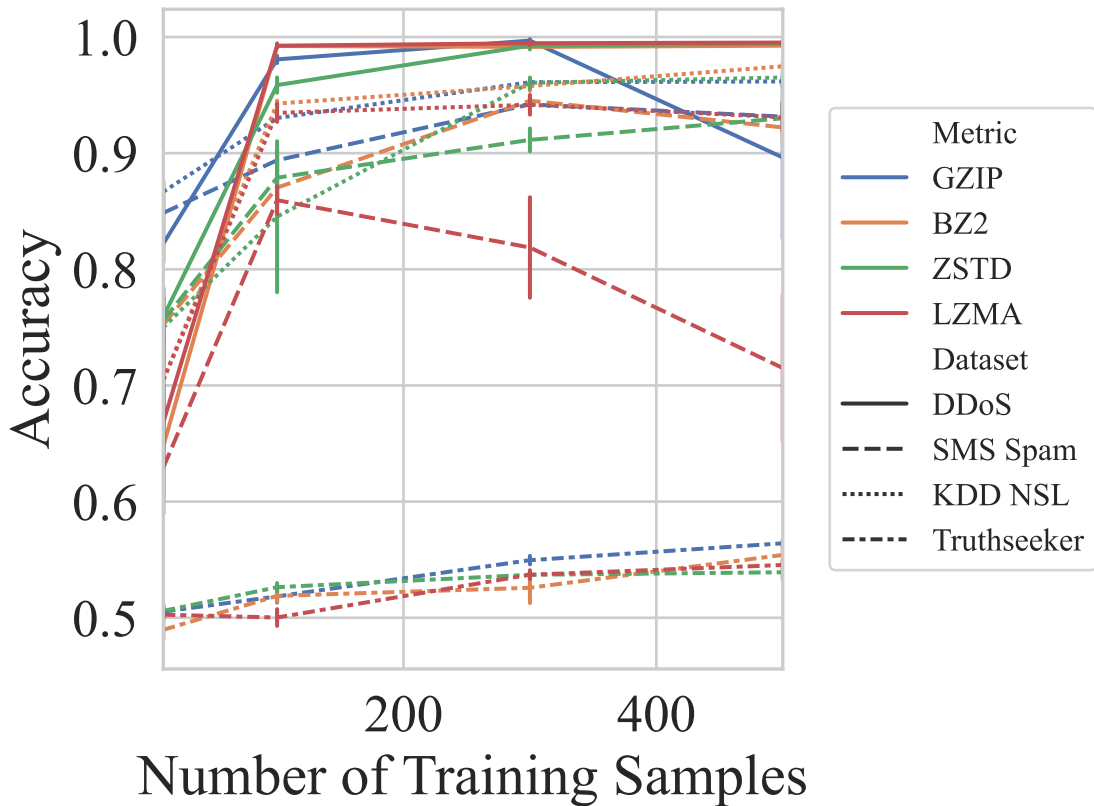 1.0
0.9
0.8
0.7
0.6
0.5
Accuracy
200
400
Number of Training Samples
Metric
GZIP
BZ2
ZSTD
LZMA
Dataset
DDoS
SMS Spam
KDD NSL
Truthseeker